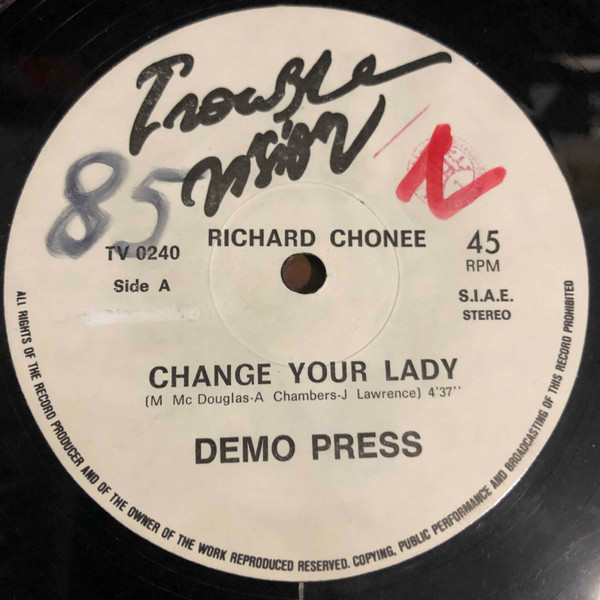 Trouble
vision
85
TV 0240
RICHARD CHONEE
45
RPM
Side A
S.I.A.E.
STEREO
CHANGE YOUR LADY
(M Mc Douglas-A Chambers-J Lawrence) 4'37''
DEMO PRESS
ALL RIGHTS OF THE RECORD PRODUCER AND OF THE OWNER OF THE WORK REPRODUCED RESERVED. COPYING. PUBLIC PERFORMANCE AND BROADCASTING OF THIS RECORD PROHIBITED